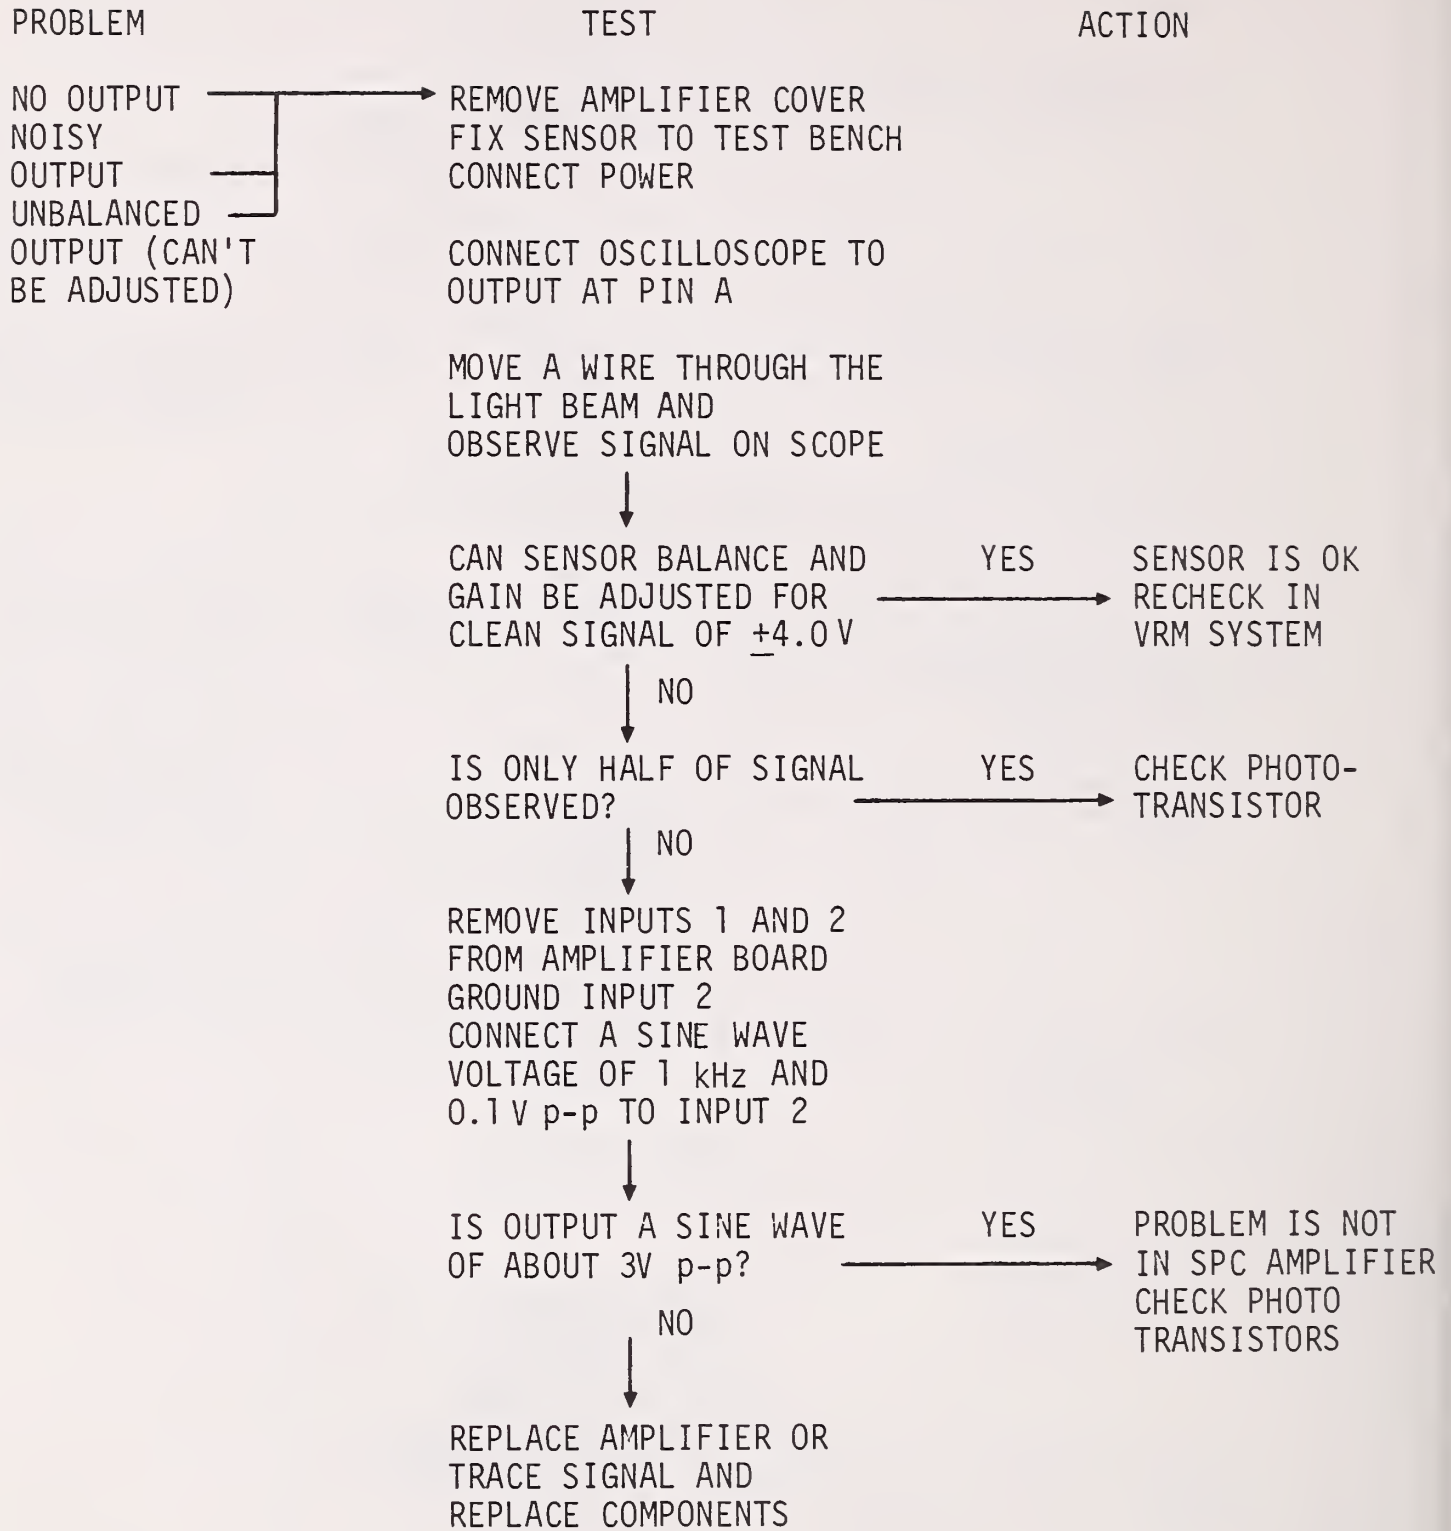 PROBLEM
TEST
ACTION
NO OUTPUT
NOISY
OUTPUT
UNBALANCED
OUTPUT (CAN'T
BE ADJUSTED)
REMOVE AMPLIFIER COVER
FIX SENSOR TO TEST BENCH
CONNECT POWER
CONNECT OSCILLOSCOPE TO
OUTPUT AT PIN A
MOVE A WIRE THROUGH THE
LIGHT BEAM AND
OBSERVE SIGNAL ON SCOPE
CAN SENSOR BALANCE AND
GAIN BE ADJUSTED FOR
CLEAN SIGNAL OF ±4.0 V
YES
SENSOR IS OK
RECHECK IN
VRM SYSTEM
NO
IS ONLY HALF OF SIGNAL
OBSERVED?
YES
CHECK PHOTO-
TRANSISTOR
NO
REMOVE INPUTS 1 AND 2
FROM AMPLIFIER BOARD
GROUND INPUT 2
CONNECT A SINE WAVE
VOLTAGE OF 1 kHz AND
0.1 V p-p TO INPUT 2
IS OUTPUT A SINE WAVE
OF ABOUT 3V p-p?
YES
PROBLEM IS NOT
IN SPC AMPLIFIER
CHECK PHOTO
TRANSISTORS
NO
REPLACE AMPLIFIER OR
TRACE SIGNAL AND
REPLACE COMPONENTS